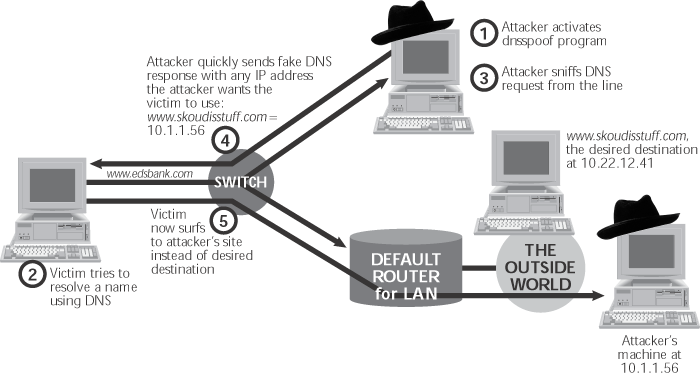 1 Attacker activates
dnsspoof program
3 Attacker sniffs DNS
request from the line
Attacker quickly sends fake DNS
response with any IP address
the attacker wants the
victim to use:
www.skoudisstuff.com=
10.1.1.56
4
www.skoudisstuff.com,
the desired destination
at 10.22.12.41
www.edsbank.com
SWITCH
5
Victim
now surfs
to attacker's site
instead of desired
destination
2 Victim tries to
resolve a name
using DNS
DEFAULT
ROUTER
for LAN
THE
OUTSIDE
WORLD
Attacker's
machine at
10.1.1.56